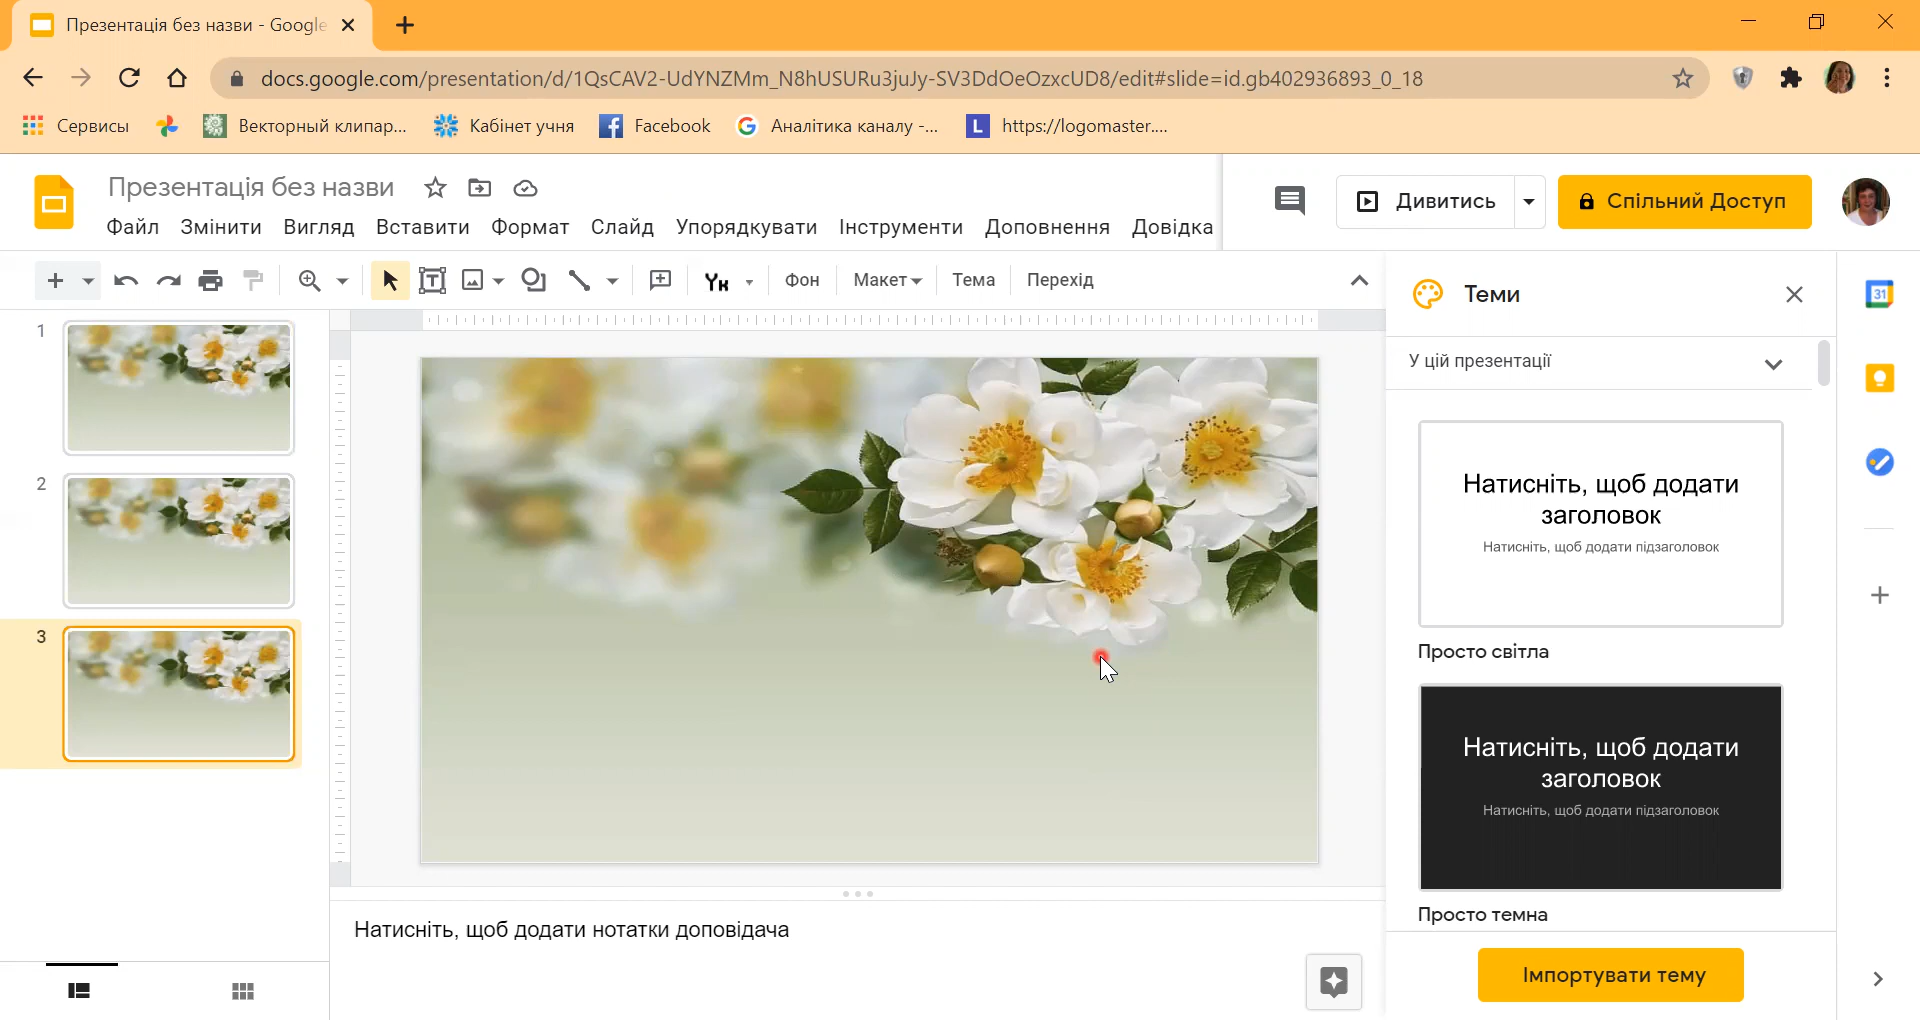 Презентація без назви - Google
docs.google.com/presentation/d/1QsCAV2-UdYNZMm_N8hUSURu3juJy-SV3DdOeOzxcUD8/edit#slide=id.gb402936893_0_18
Сервисы
Векторный клипар...
Кабінет учня
Facebook
Аналітика каналу -...
L
https://logomaster....
Презентація без назви
Дивитись
Спільний Доступ
Файл Змінити Вигляд Вставити Формат Слайд Упорядкувати Інструменти Доповнення Довідка
Ук
Фон
Макет
Тема
Перехід
Теми
31
У цій презентації
1
2
3
Натисніть, щоб додати
заголовок
Натисніть, щоб додати підзаголовок
Просто світла
Натисніть, щоб додати
заголовок
Натисніть, щоб додати підзаголовок
Просто темна
Натисніть, щоб додати нотатки доповідача
Імпортувати тему